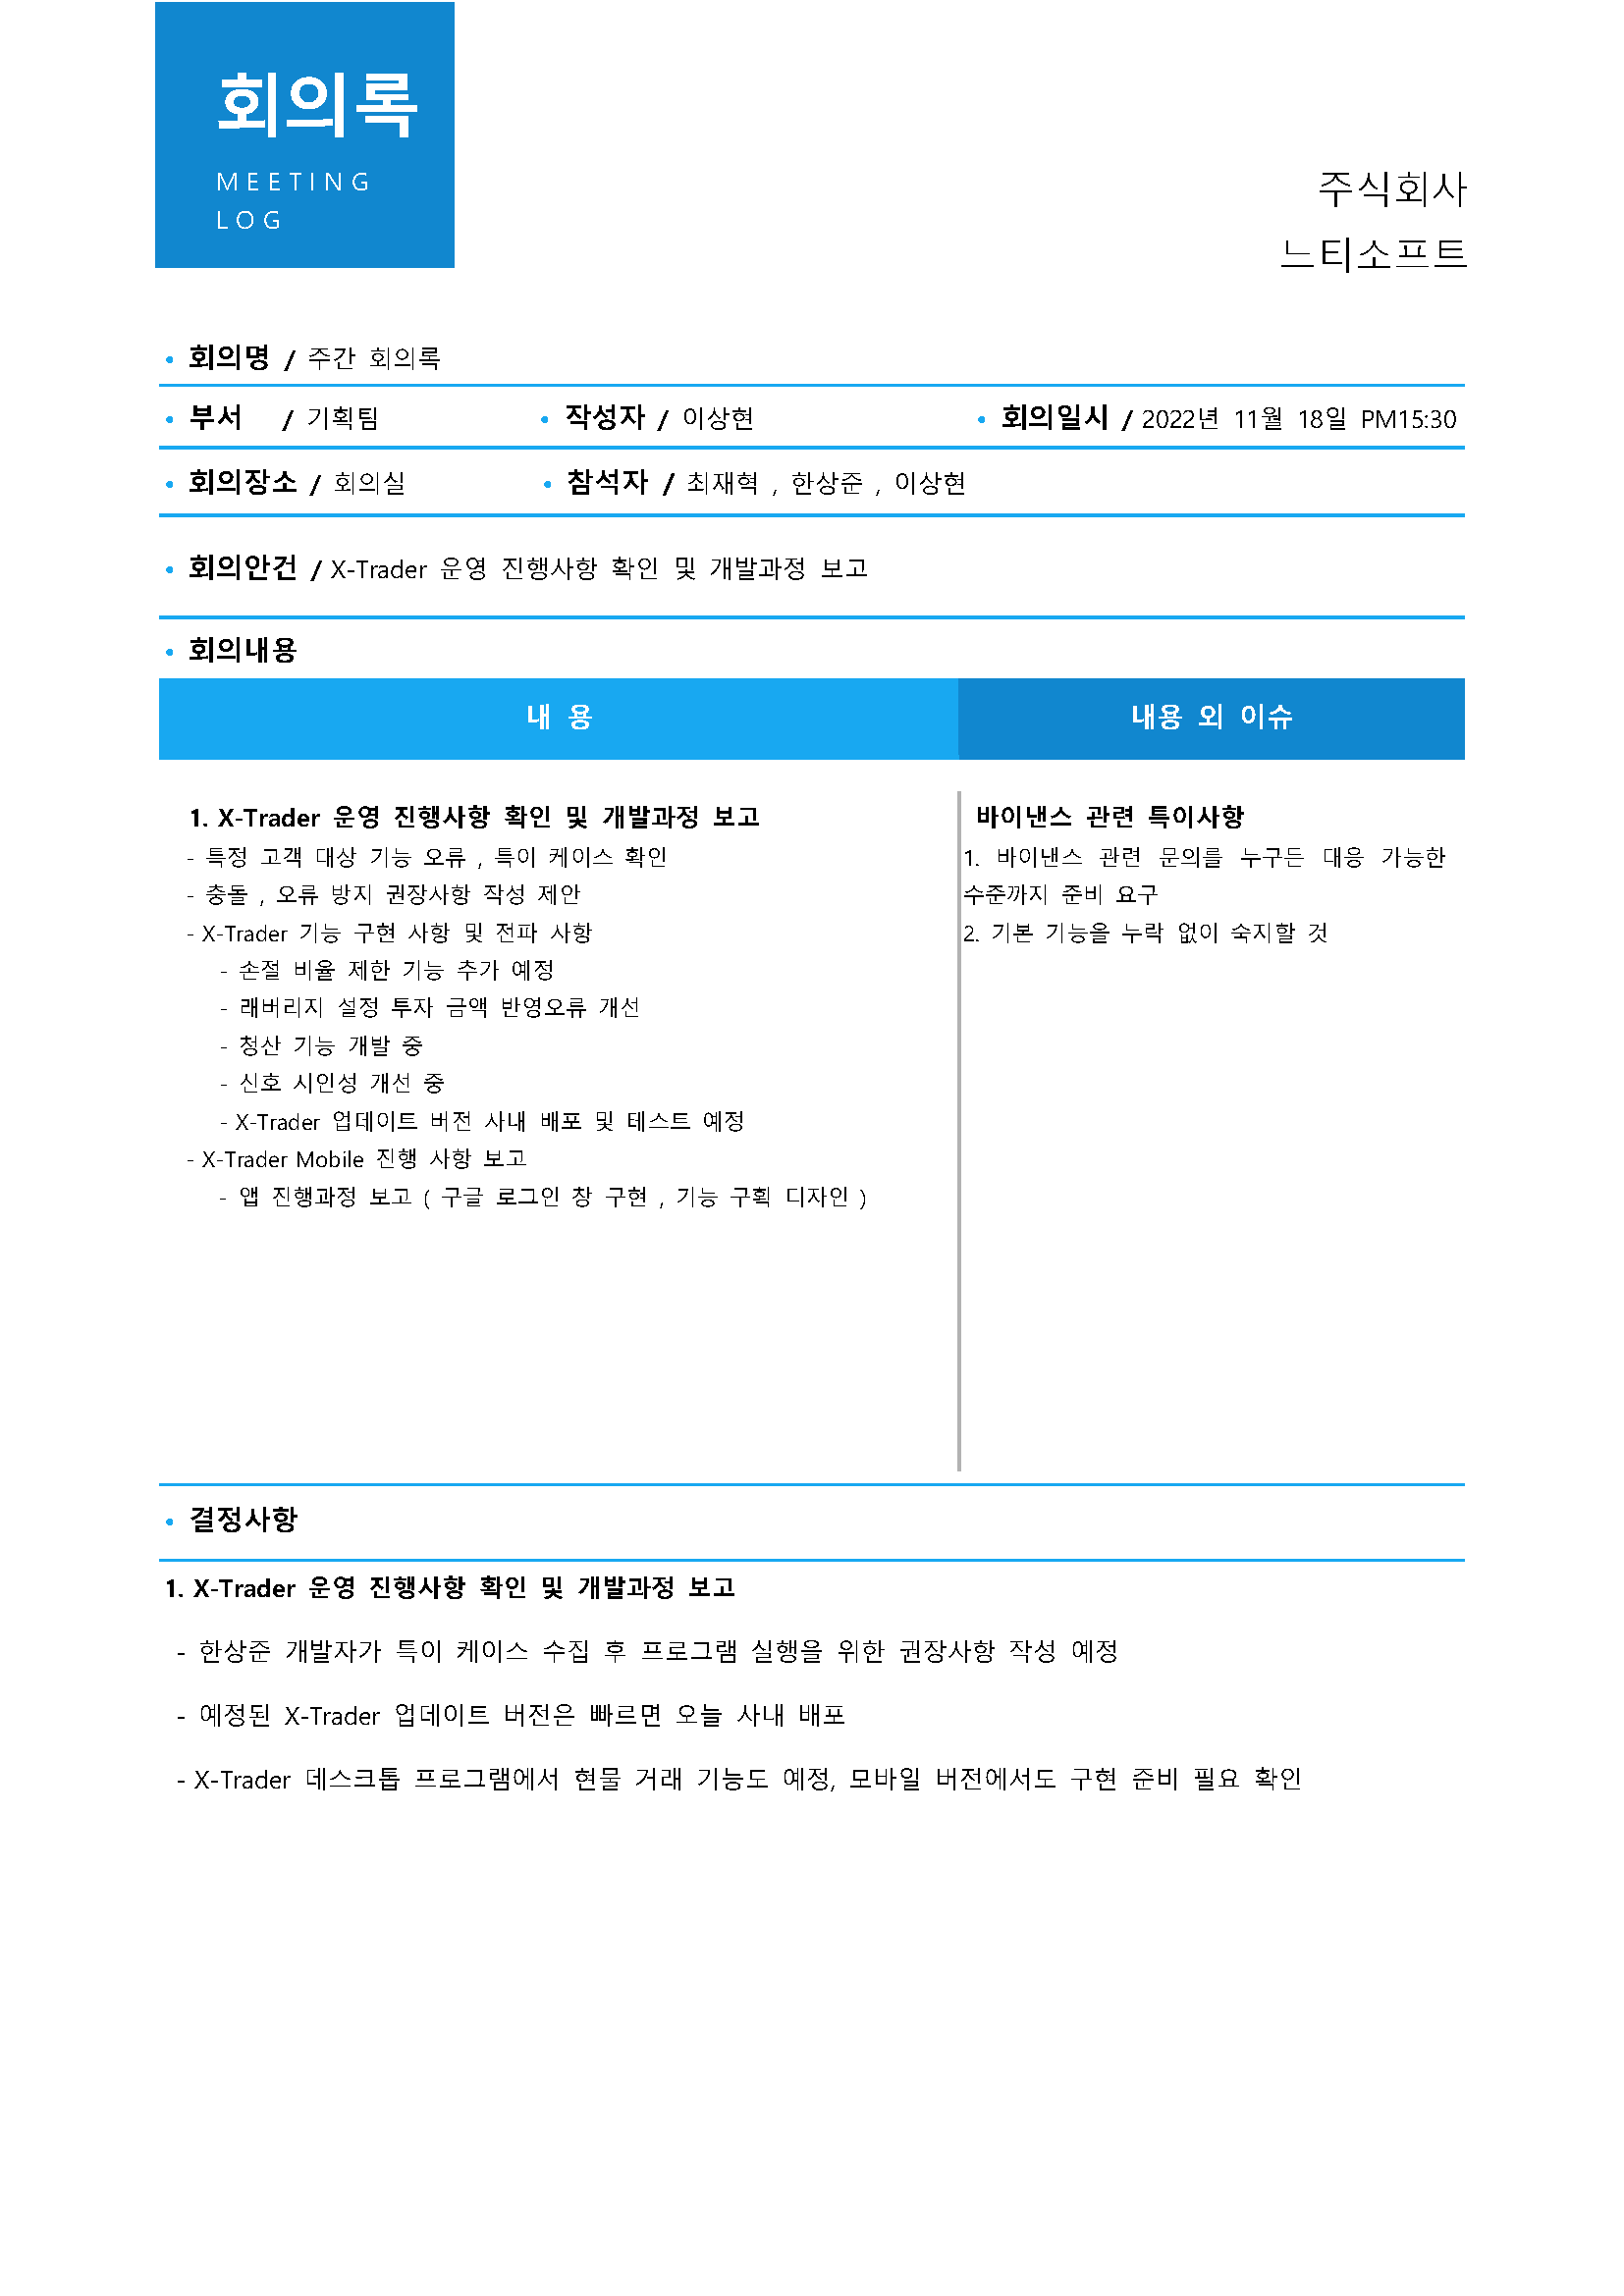 회의록
MEETING
LOG
주식회사
느티소프트
• 회의명 / 주간 회의록
• 부서 / 기획팀 • 작성자 / 이상현 • 회의일시 / 2022년 11월 18일 PM15:30
• 회의장소 / 회의실 • 참석자 / 최재혁 , 한상준 , 이상현
• 회의안건 / X-Trader 운영 진행사항 확인 및 개발과정 보고
• 회의내용
내 용
1. X-Trader 운영 진행사항 확인 및 개발과정 보고
- 특정 고객 대상 기능 오류 , 특이 케이스 확인
- 충돌 , 오류 방지 권장사항 작성 제안
- X-Trader 기능 구현 사항 및 전파 사항
- 손절 비율 제한 기능 추가 예정
- 래버리지 설정 투자 금액 반영오류 개선
- 청산 기능 개발 중
- 신호 시인성 개선 중
- X-Trader 업데이트 버전 사내 배포 및 테스트 예정
- X-Trader Mobile 진행 사항 보고
- 앱 진행과정 보고 ( 구글 로그인 창 구현 , 기능 구획 디자인 )
내용 외 이슈
바이낸스 관련 특이사항
1. 바이낸스 관련 문의를 누구든 대응 가능한
수준까지 준비 요구
2. 기본 기능을 누락 없이 숙지할 것
• 결정사항
1. X-Trader 운영 진행사항 확인 및 개발과정 보고
- 한상준 개발자가 특이 케이스 수집 후 프로그램 실행을 위한 권장사항 작성 예정
- 예정된 X-Trader 업데이트 버전은 빠르면 오늘 사내 배포
- X-Trader 데스크톱 프로그램에서 현물 거래 기능도 예정, 모바일 버전에서도 구현 준비 필요 확인